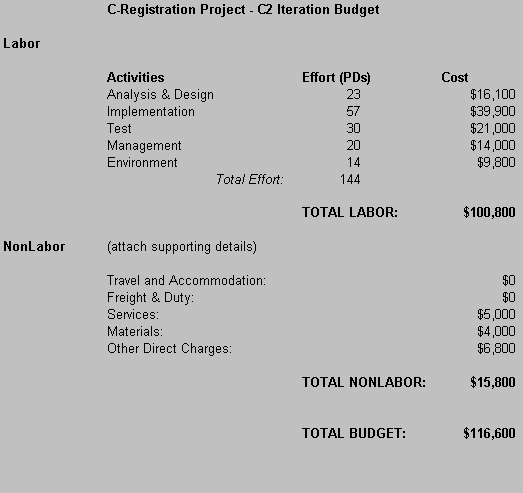 C-Registration Project - C2 Iteration Budget
Labor
Activities Effort (PDs) Cost
Analysis & Design 23 $16,100
Implementation 57 $39,900
Test 30 $21,000
Management 20 $14,000
Environment 14 $9,800
Total Effort: 144
TOTAL LABOR: $100,800
NonLabor (attach supporting details)
Travel and Accommodation: $0
Freight & Duty: $0
Services: $5,000
Materials: $4,000
Other Direct Charges: $6,800
TOTAL NONLABOR: $15,800
TOTAL BUDGET: $116,600